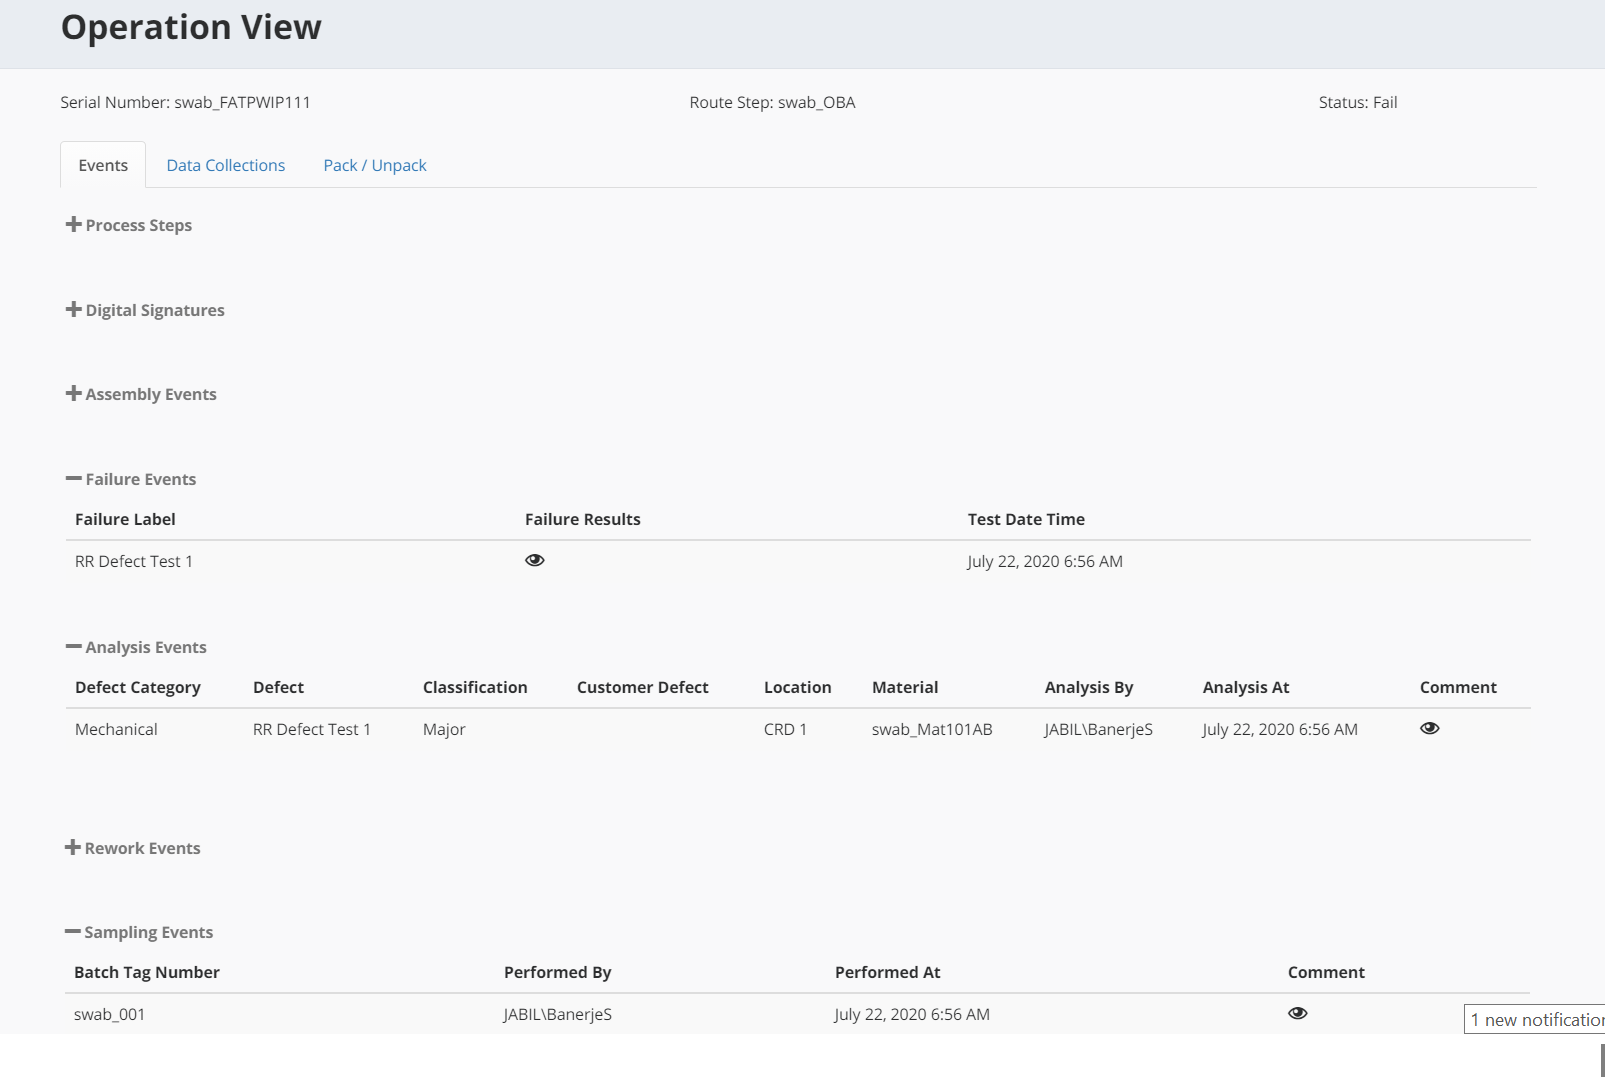 Operation View
Serial Number: swab_FATPWIP111 Route Step: swab_OBA Status: Fail
Events Data Collections Pack / Unpack
Process Steps
Digital Signatures
Assembly Events
Failure Events
Failure Label Failure Results Test Date Time
RR Defect Test 1 July 22, 2020 6:56 AM
Analysis Events
Defect Category Defect Classification Customer Defect Location Material Analysis By Analysis At Comment
Mechanical RR Defect Test 1 Major CRD 1 swab_Mat101AB JABIL\BanerjeS July 22, 2020 6:56 AM
Rework Events
Sampling Events
Batch Tag Number Performed By Performed At Comment
swab_001 JABIL\BanerjeS July 22, 2020 6:56 AM
1 new notification